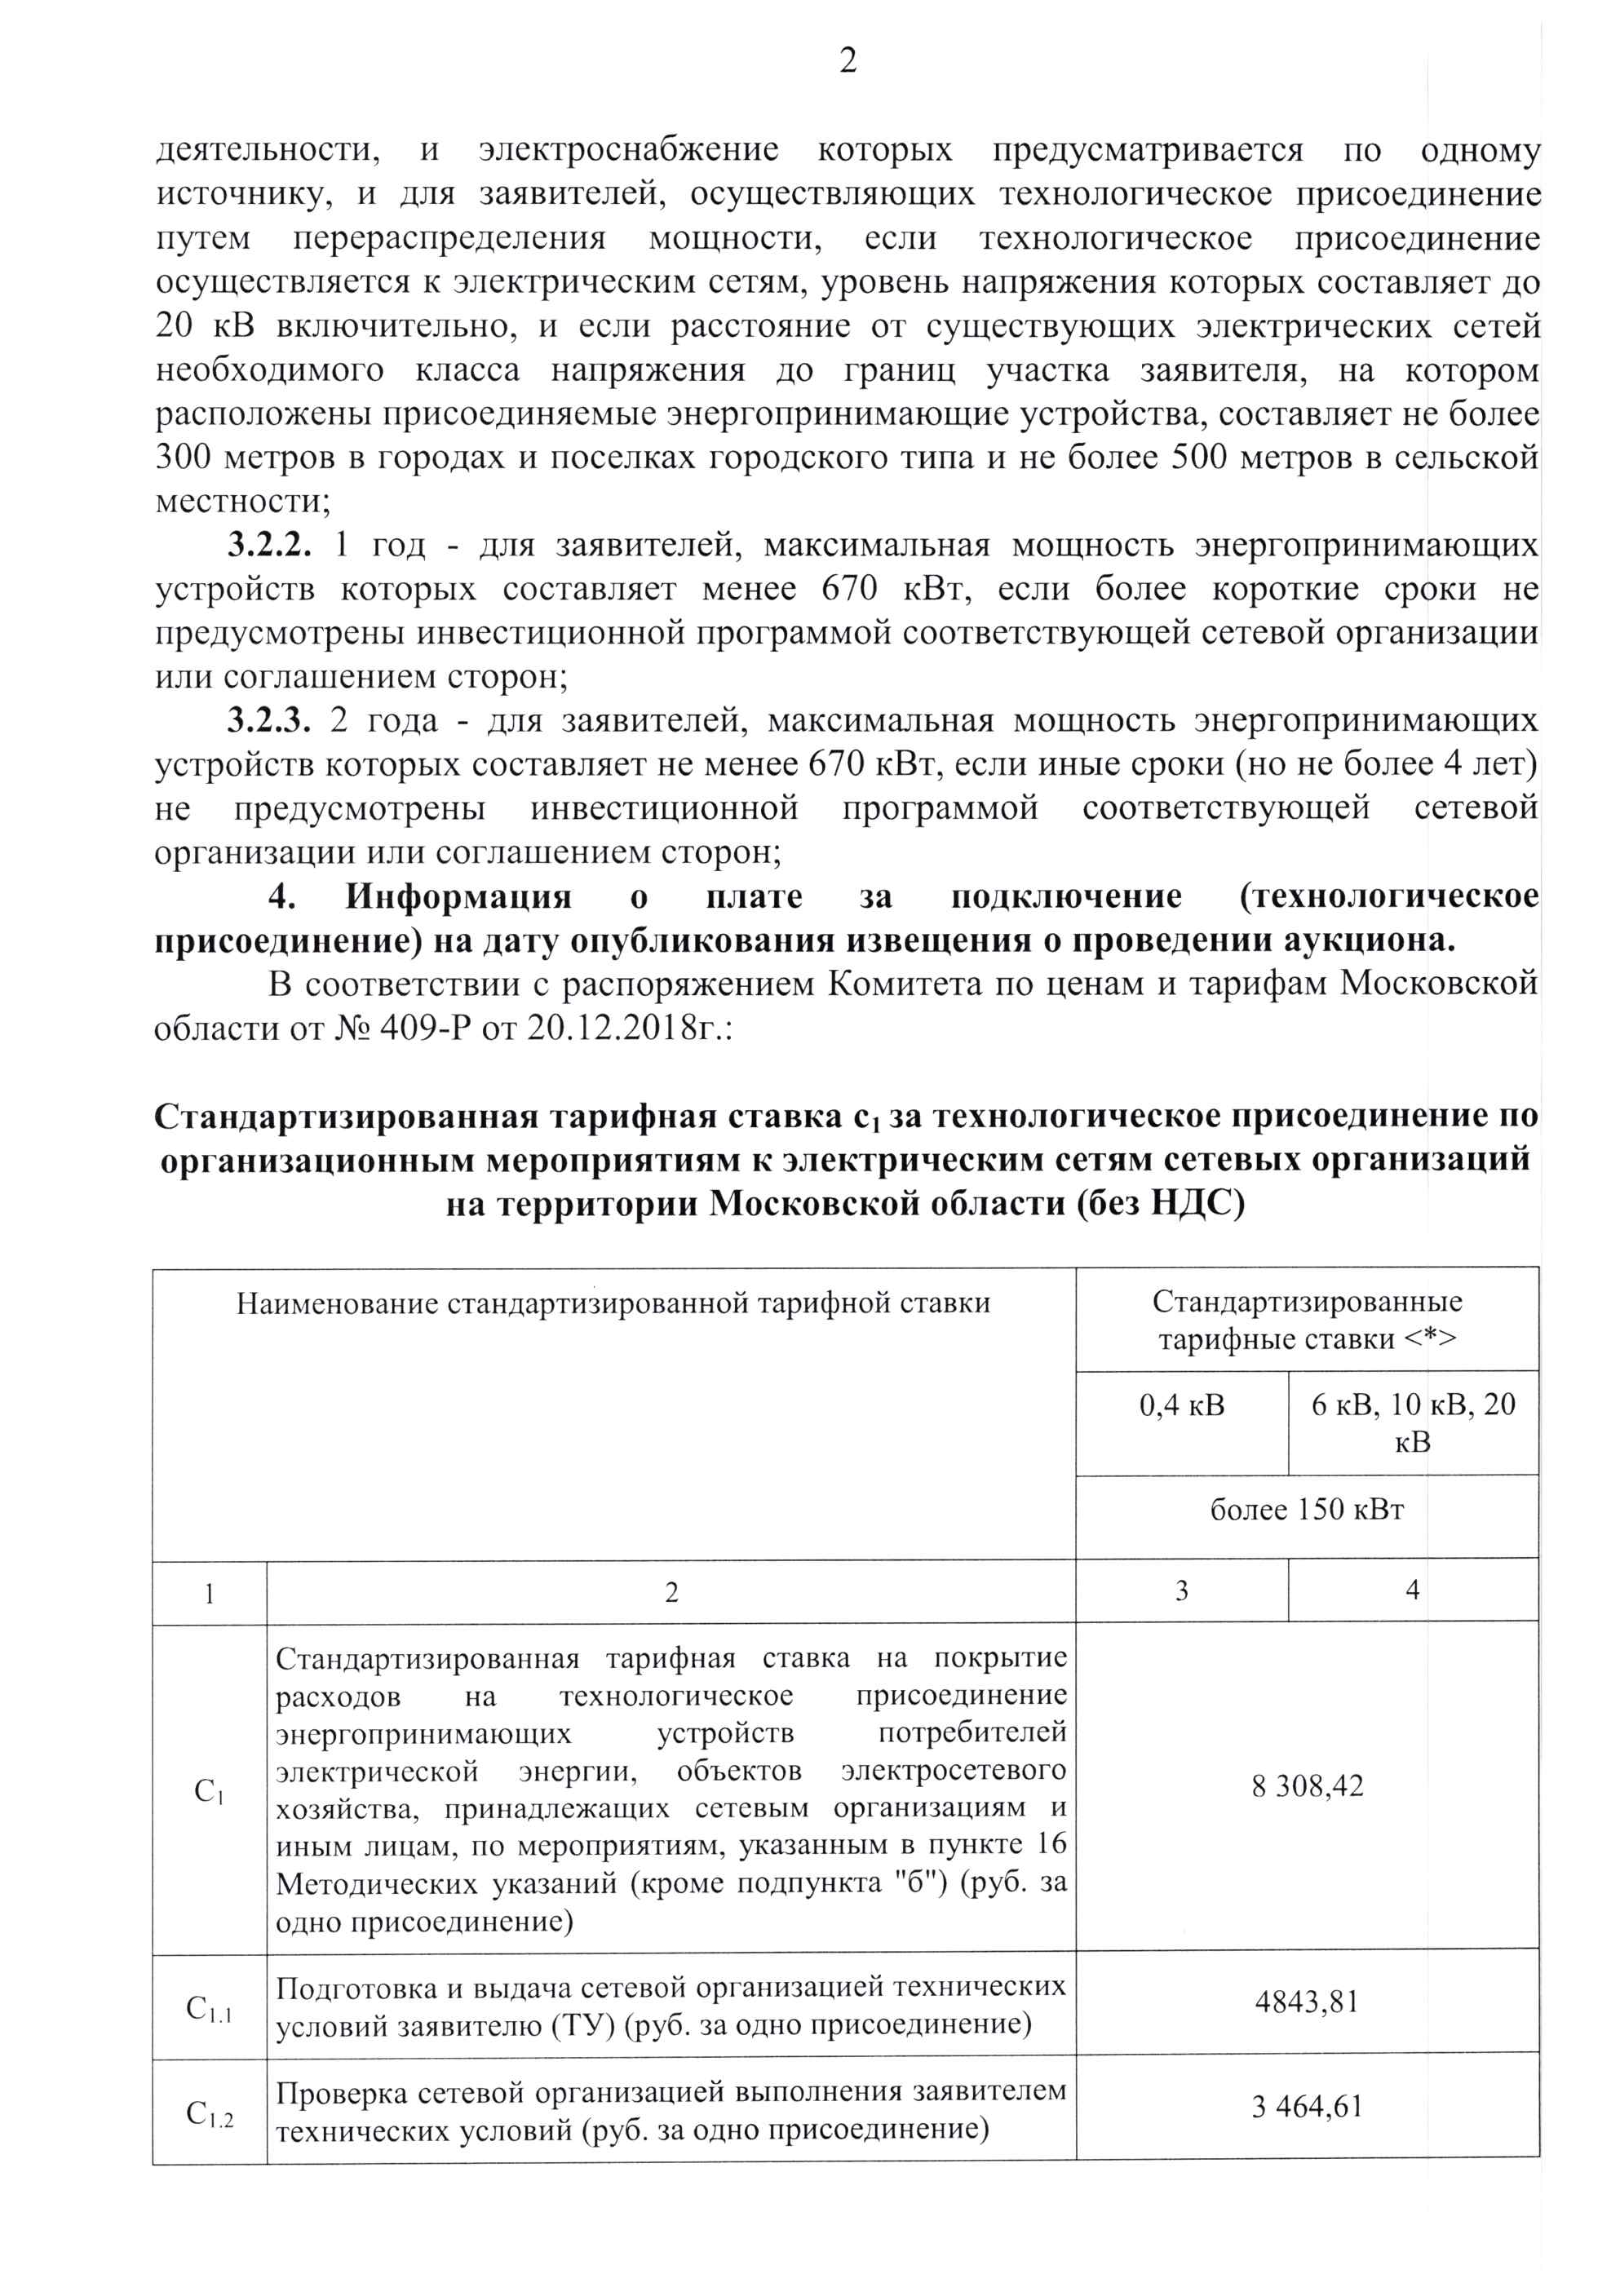 2
деятельности, и электроснабжение которых предусматривается по одному
источнику, и для заявителей, осуществляющих технологическое присоединение
путем перераспределения мощности, если технологическое присоединение
осуществляется к электрическим сетям, уровень напряжения которых составляет до
20 кВ включительно, и если расстояние от существующих электрических сетей
необходимого класса напряжения до границ участка заявителя, на котором
расположены присоединяемые энергопринимающие устройства, составляет не более
300 метров в городах и поселках городского типа и не более 500 метров в сельской
местности;
3.2.2. 1 год - для заявителей, максимальная мощность энергопринимающих
устройств которых составляет менее 670 кВт, если более короткие сроки не
предусмотрены инвестиционной программой соответствующей сетевой организации
или соглашением сторон;
3.2.3. 2 года - для заявителей, максимальная мощность энергопринимающих
устройств которых составляет не менее 670 кВт, если иные сроки (но не более 4 лет)
не предусмотрены инвестиционной программой соответствующей сетевой
организации или соглашением сторон;
4. Информация о плате за подключение (технологическое
присоединение) на дату опубликования извещения о проведении аукциона.
В соответствии с распоряжением Комитета по ценам и тарифам Московской
области от № 409-Р от 20.12.2018г.:
Стандартизированная тарифная ставка с1 за технологическое присоединение по
организационным мероприятиям к электрическим сетям сетевых организаций
на территории Московской области (без НДС)
Наименование стандартизированной тарифной ставки
Стандартизированные
тарифные ставки <*>
0,4 кВ
6 кВ, 10 кВ, 20
кВ
более 150 кВт
1
2
3
4
С1
Стандартизированная тарифная ставка на покрытие
расходов на технологическое присоединение
энергопринимающих устройств потребителей
электрической энергии, объектов электросетевого
хозяйства, принадлежащих сетевым организациям и
иным лицам, по мероприятиям, указанным в пункте 16
Методических указаний (кроме подпункта "б") (руб. за
одно присоединение)
8 308,42
С1.1
Подготовка и выдача сетевой организацией технических
условий заявителю (ТУ) (руб. за одно присоединение)
4843,81
С1.2
Проверка сетевой организацией выполнения заявителем
технических условий (руб. за одно присоединение)
3 464,61